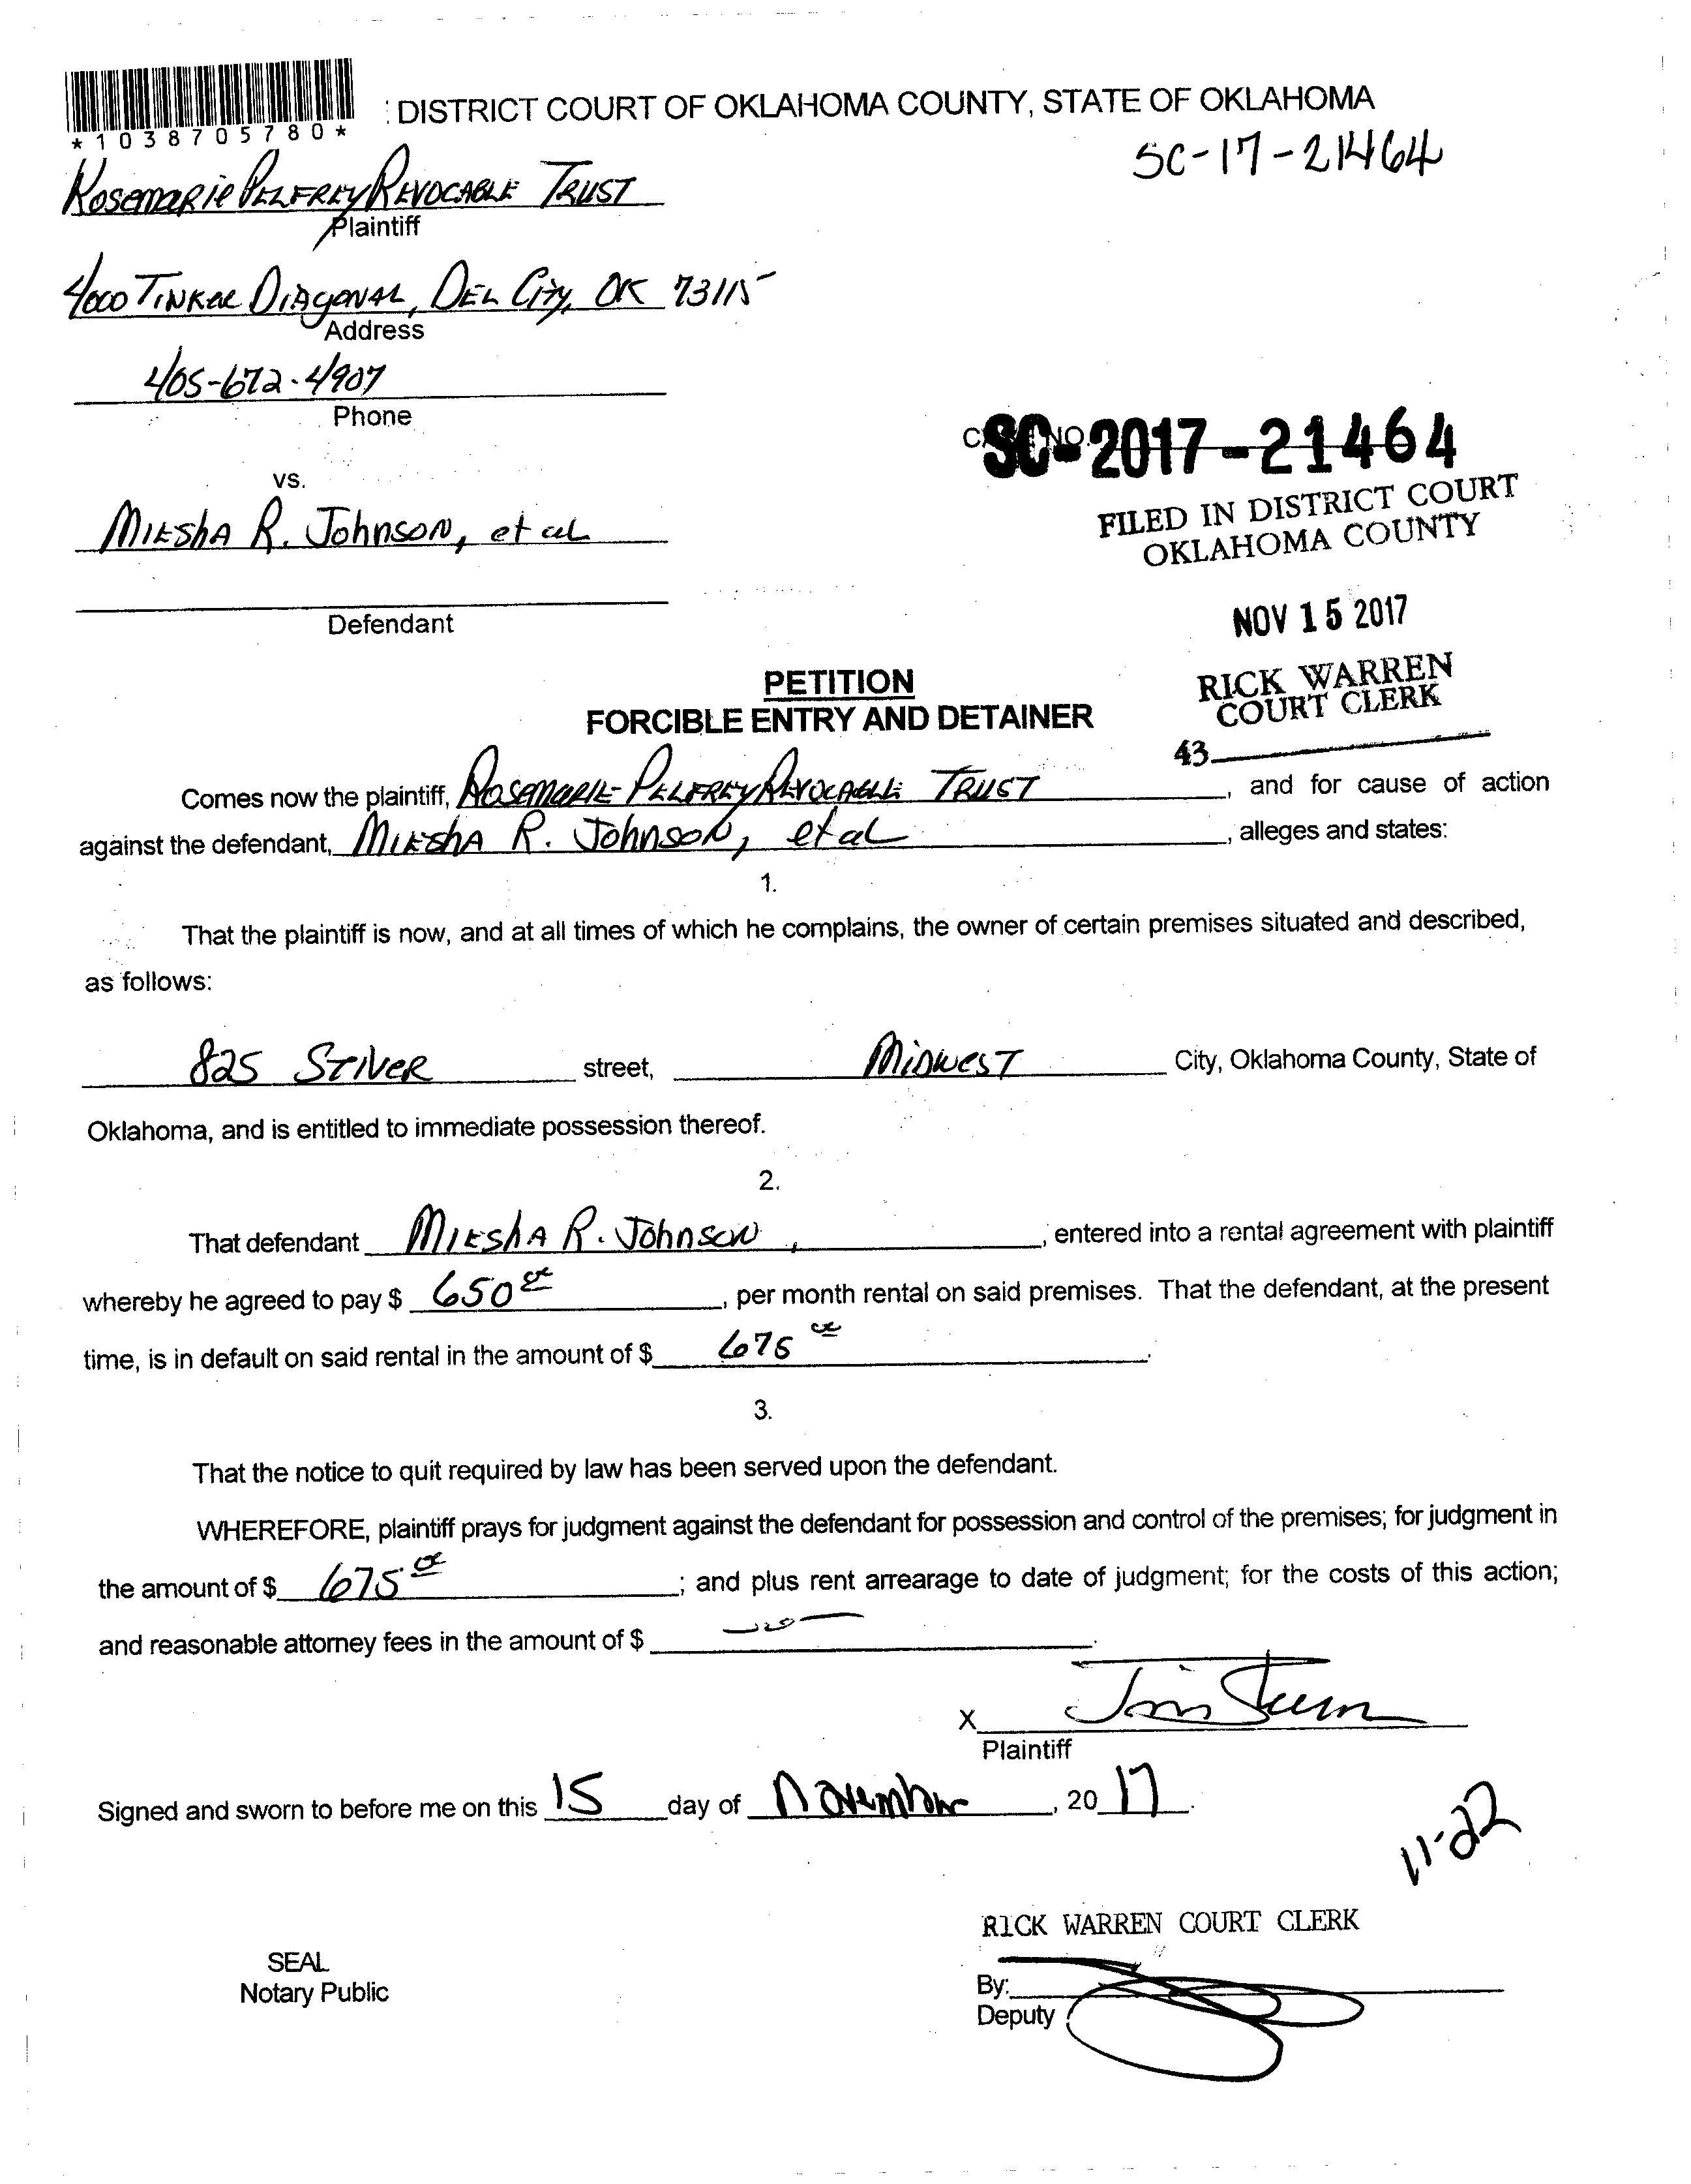 *1038705780*
: DISTRICT COURT OF OKLAHOMA COUNTY, STATE OF OKLAHOMA
SC-17-21464
Rosemarie Pelfrey Revocable Trust
Plaintiff
4000 Tinker Diagonal, Del City, OK 73115
Address
405-672-4907
Phone
SC-2017-21464
FILED IN DISTRICT COURT
OKLAHOMA COUNTY
vs.
Miesha R. Johnson, et al
NOV 15 2017
Defendant
RICK WARREN
COURT CLERK
43
PETITION
FORCIBLE ENTRY AND DETAINER
Comes now the plaintiff, Rosemarie Pelfrey Revocable Trust, and for cause of action
against the defendant, Miesha R. Johnson, et al, alleges and states:
1.
That the plaintiff is now, and at all times of which he complains, the owner of certain premises situated and described,
as follows:
825 Stiver street, Midwest City, Oklahoma County, State of
Oklahoma, and is entitled to immediate possession thereof.
2.
That defendant Miesha R. Johnson, , entered into a rental agreement with plaintiff
whereby he agreed to pay $ 650, per month rental on said premises. That the defendant, at the present
time, is in default on said rental in the amount of $ 675.
3.
That the notice to quit required by law has been served upon the defendant.
WHEREFORE, plaintiff prays for judgment against the defendant for possession and control of the premises; for judgment in
the amount of $ 675; and plus rent arrearage to date of judgment; for the costs of this action;
and reasonable attorney fees in the amount of $
X
Plaintiff
Signed and sworn to before me on this 15 day of November, 20 17.
11-22
RICK WARREN COURT CLERK
SEAL
Notary Public
By:
Deputy